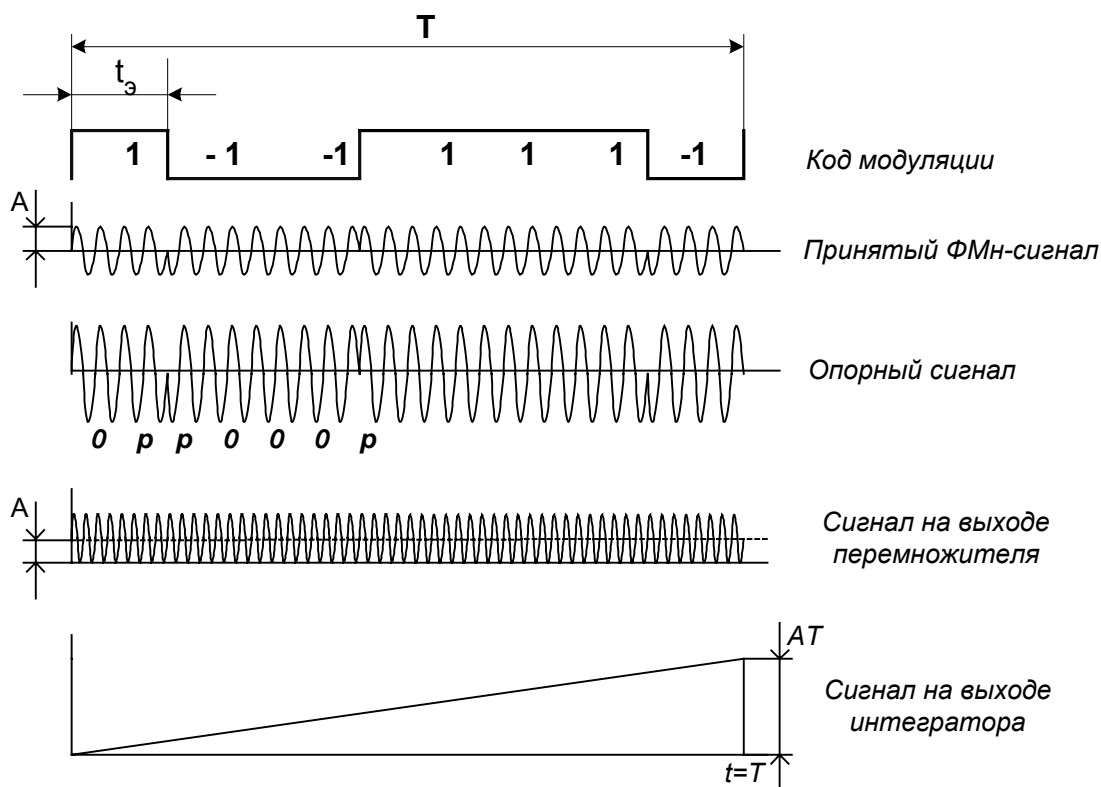 T
tэ
1 - 1 -1 1 1 1 -1
Код модуляции
A
Принятый ФМн-сигнал
Опорный сигнал
0 p p 0 0 0 p
A
Сигнал на выходе
перемножителя
AT
Сигнал на выходе
интегратора
t=T